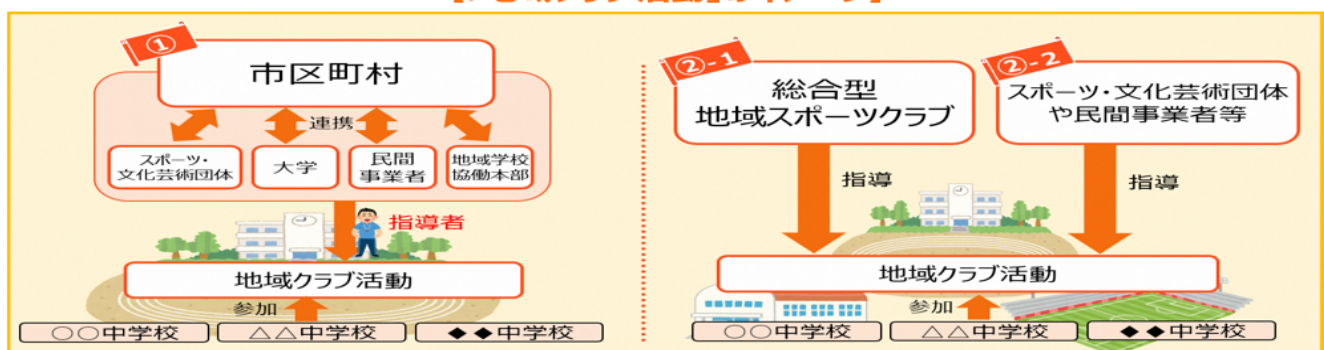 ①
市区町村
連携
スポーツ・
文化芸術団体
大学
民間
事業者
地域学校
協働本部
指導者
地域クラブ活動
参加
○○中学校
△△中学校
◆◆中学校
②-1
総合型
地域スポーツクラブ
②-2
スポーツ・文化芸術団体
や民間事業者等
指導
指導
地域クラブ活動
参加
○○中学校
△△中学校
◆◆中学校